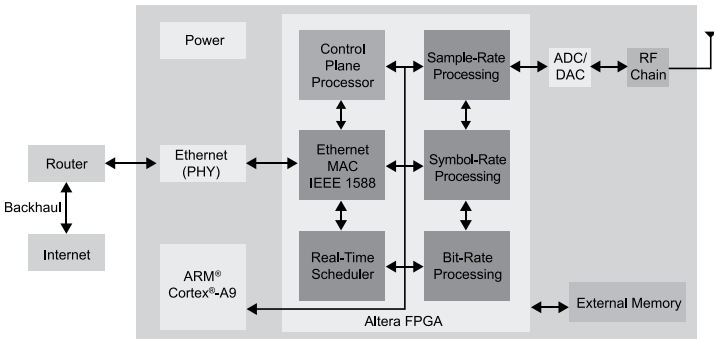 Power
Control
Plane
Processor
Sample-Rate
Processing
ADC/
DAC
RF
Chain
Router
Ethernet
(PHY)
Ethernet
MAC
IEEE 1588
Symbol-Rate
Processing
Backhaul
Internet
ARM®
Cortex®-A9
Real-Time
Scheduler
Bit-Rate
Processing
External Memory
Altera FPGA